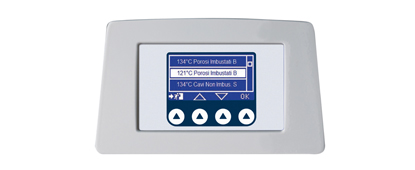 134°C Porosi Imbustati B
121°C Porosi Imbustati B
134°C Cavi Non Imbus. S
OK